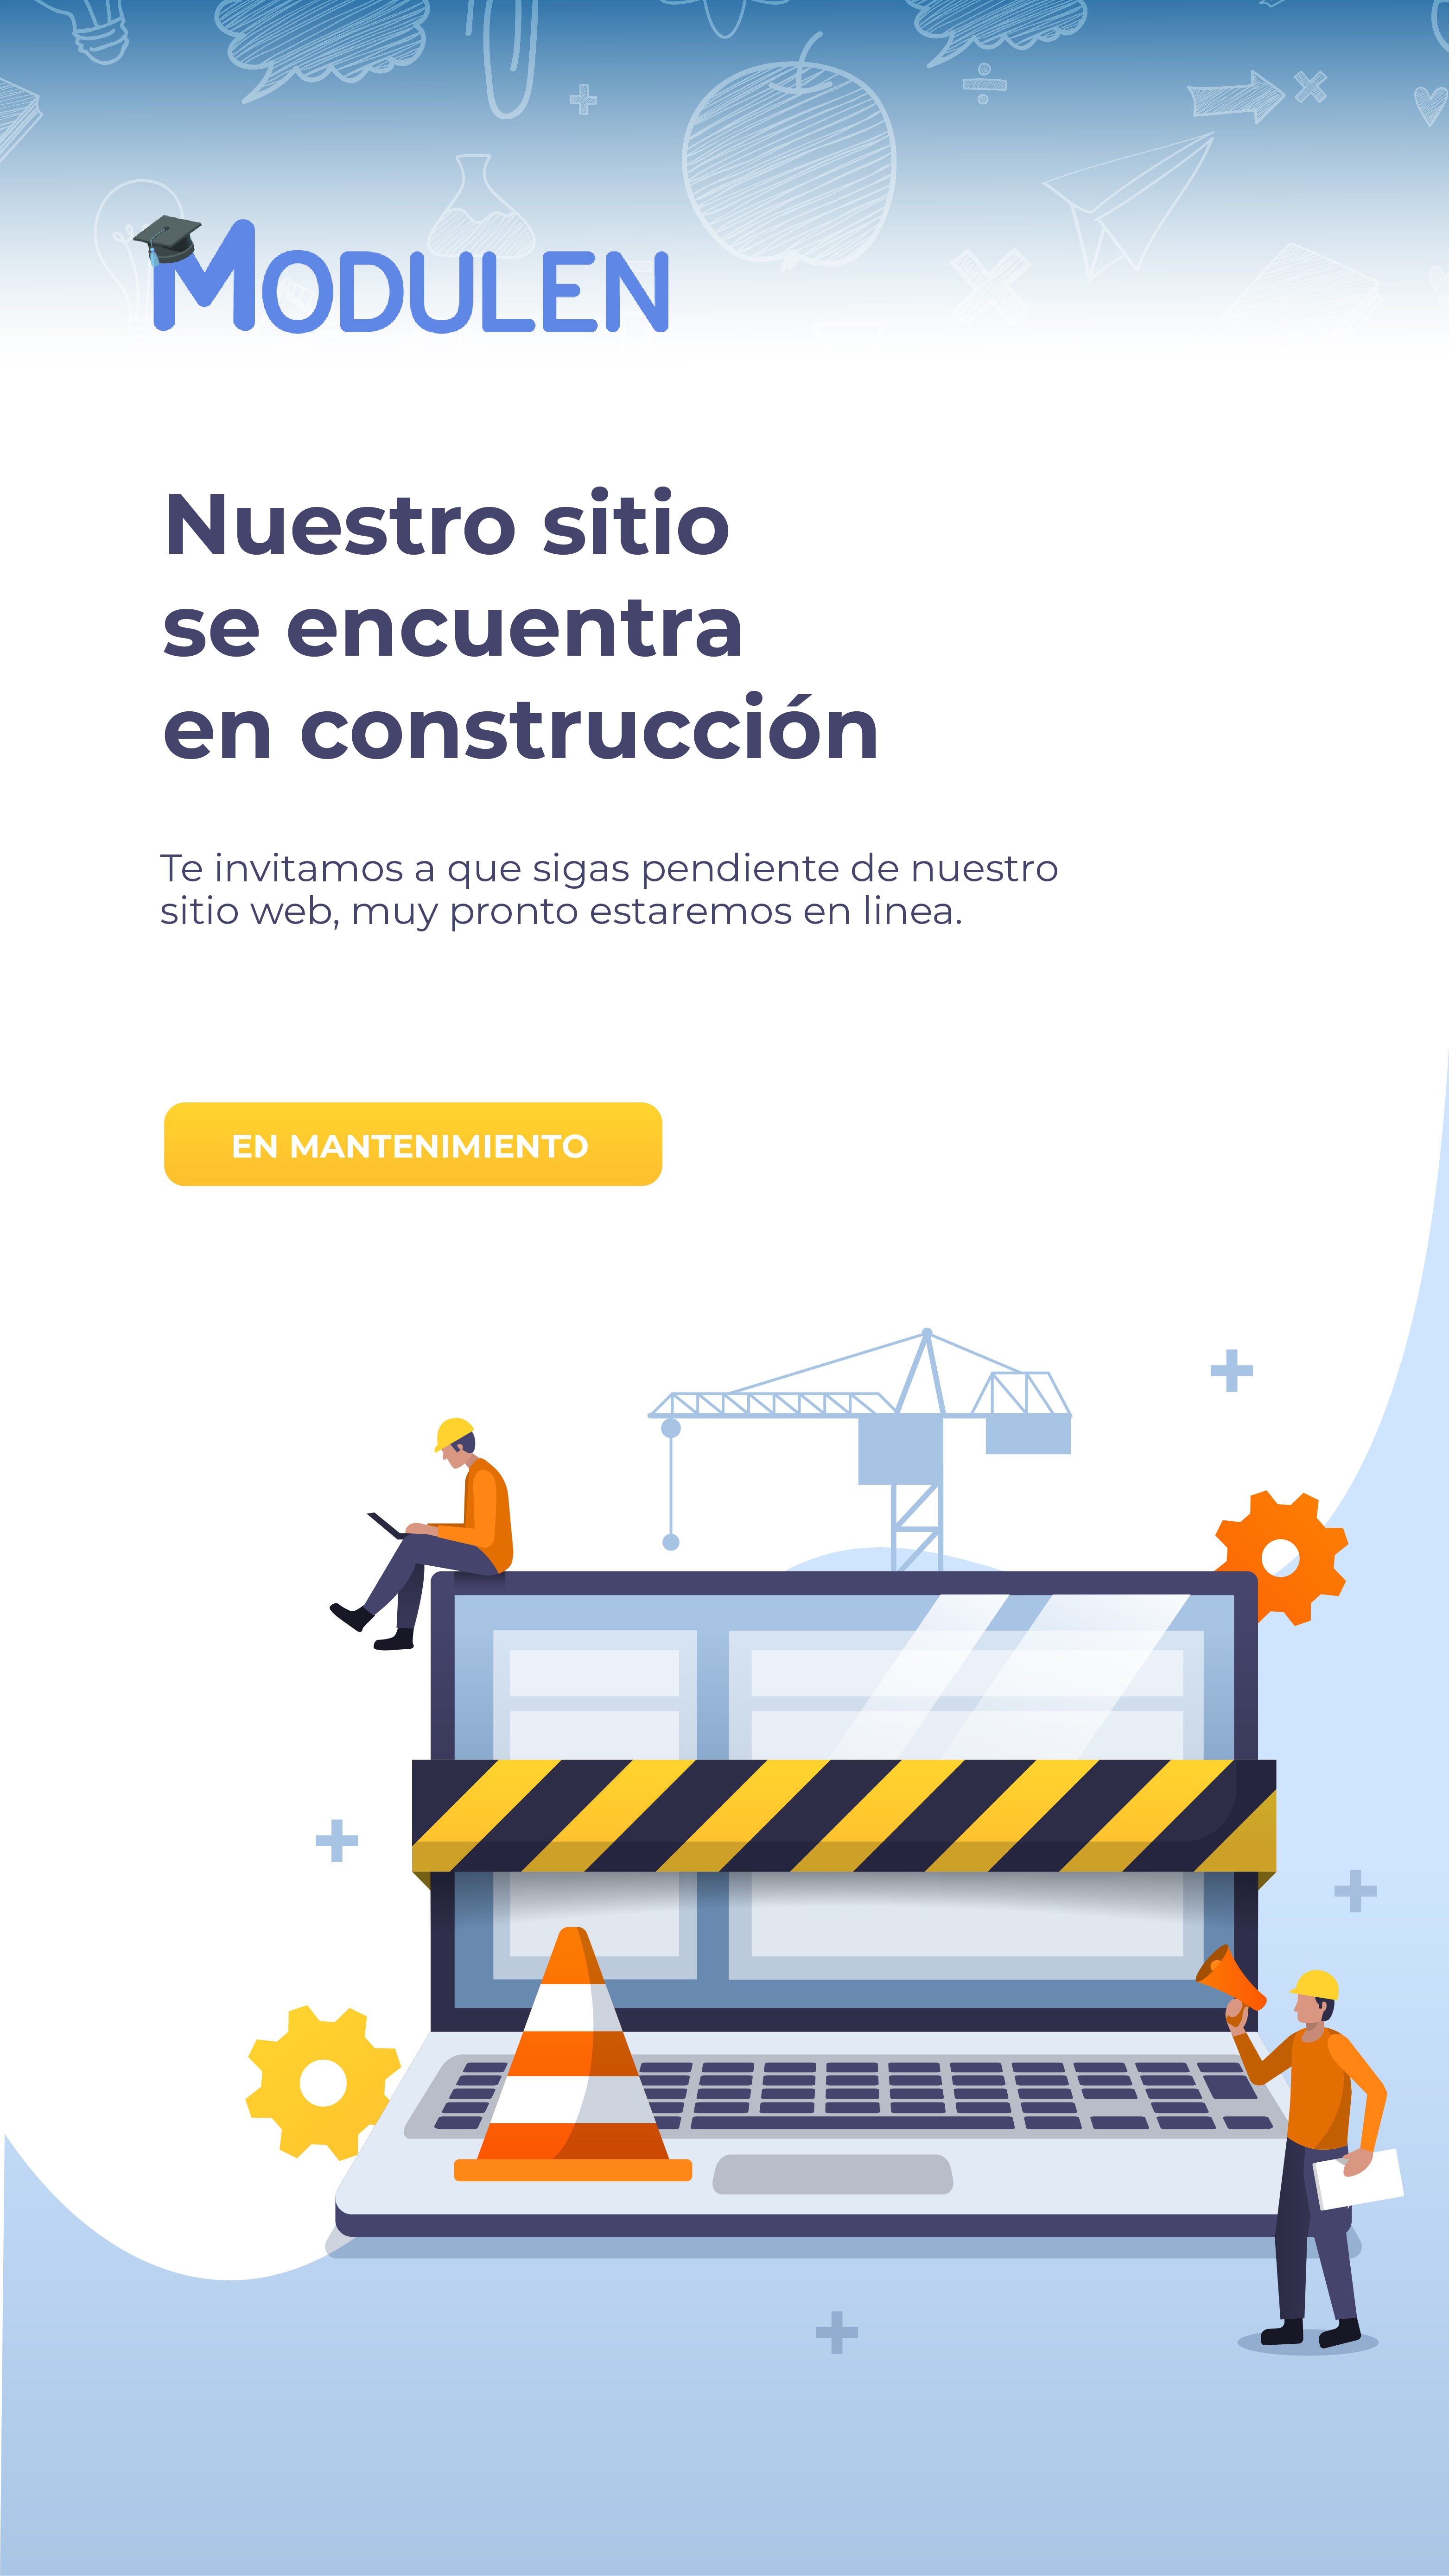 MODULEN
Nuestro sitio
se encuentra
en construcción
Te invitamos a que sigas pendiente de nuestro
sitio web, muy pronto estaremos en linea.
EN MANTENIMIENTO